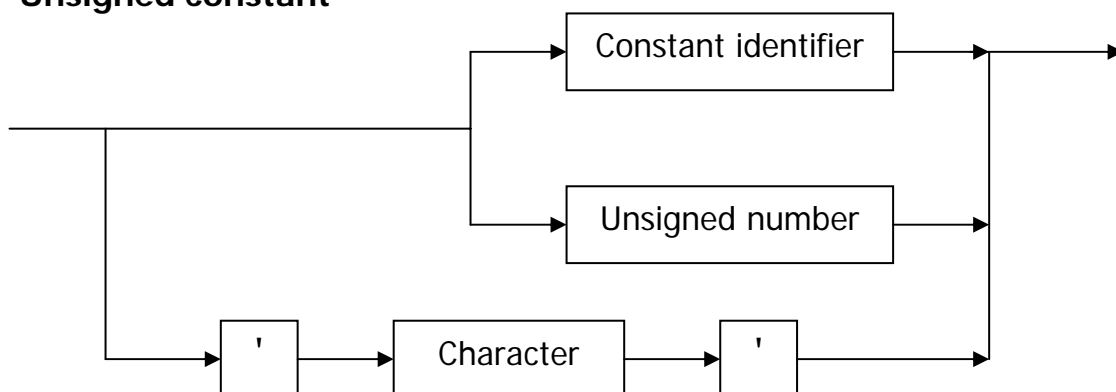 Unsigned constant
Constant identifier
Unsigned number
' Character '